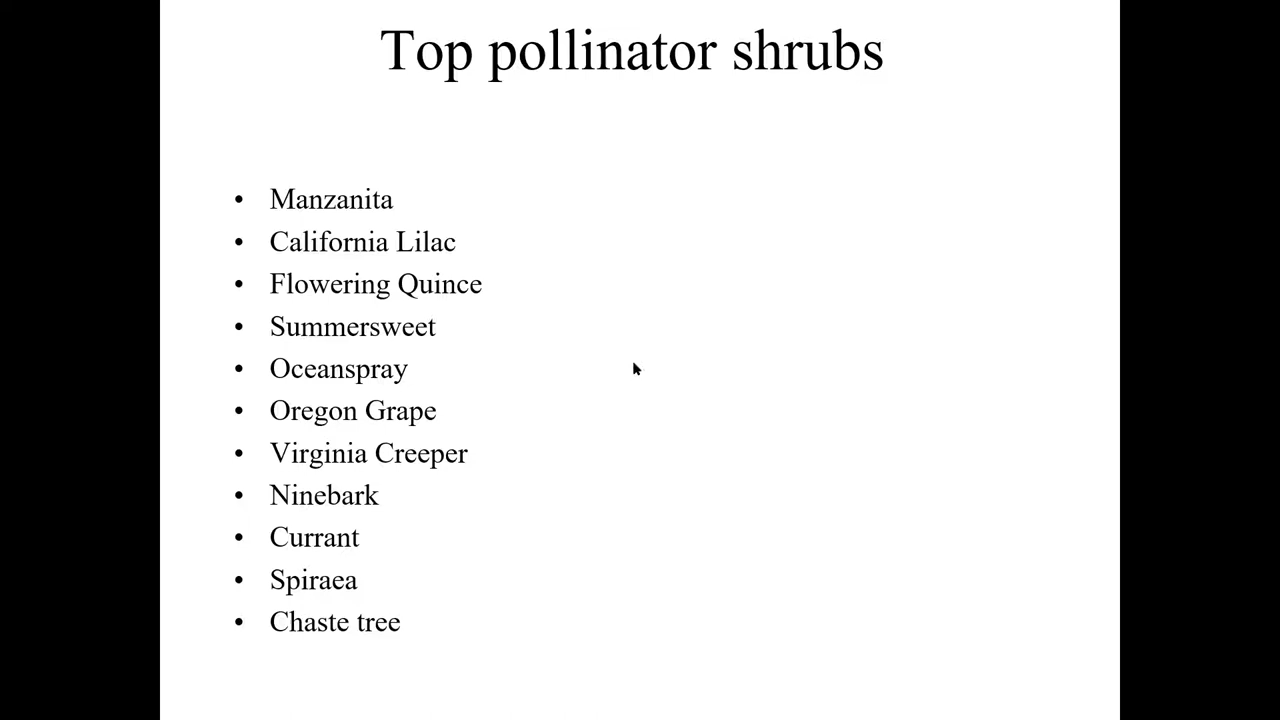 Top pollinator shrubs
• Manzanita
• California Lilac
• Flowering Quince
• Summersweet
• Oceanspray
• Oregon Grape
• Virginia Creeper
• Ninebark
• Currant
• Spiraea
• Chaste tree